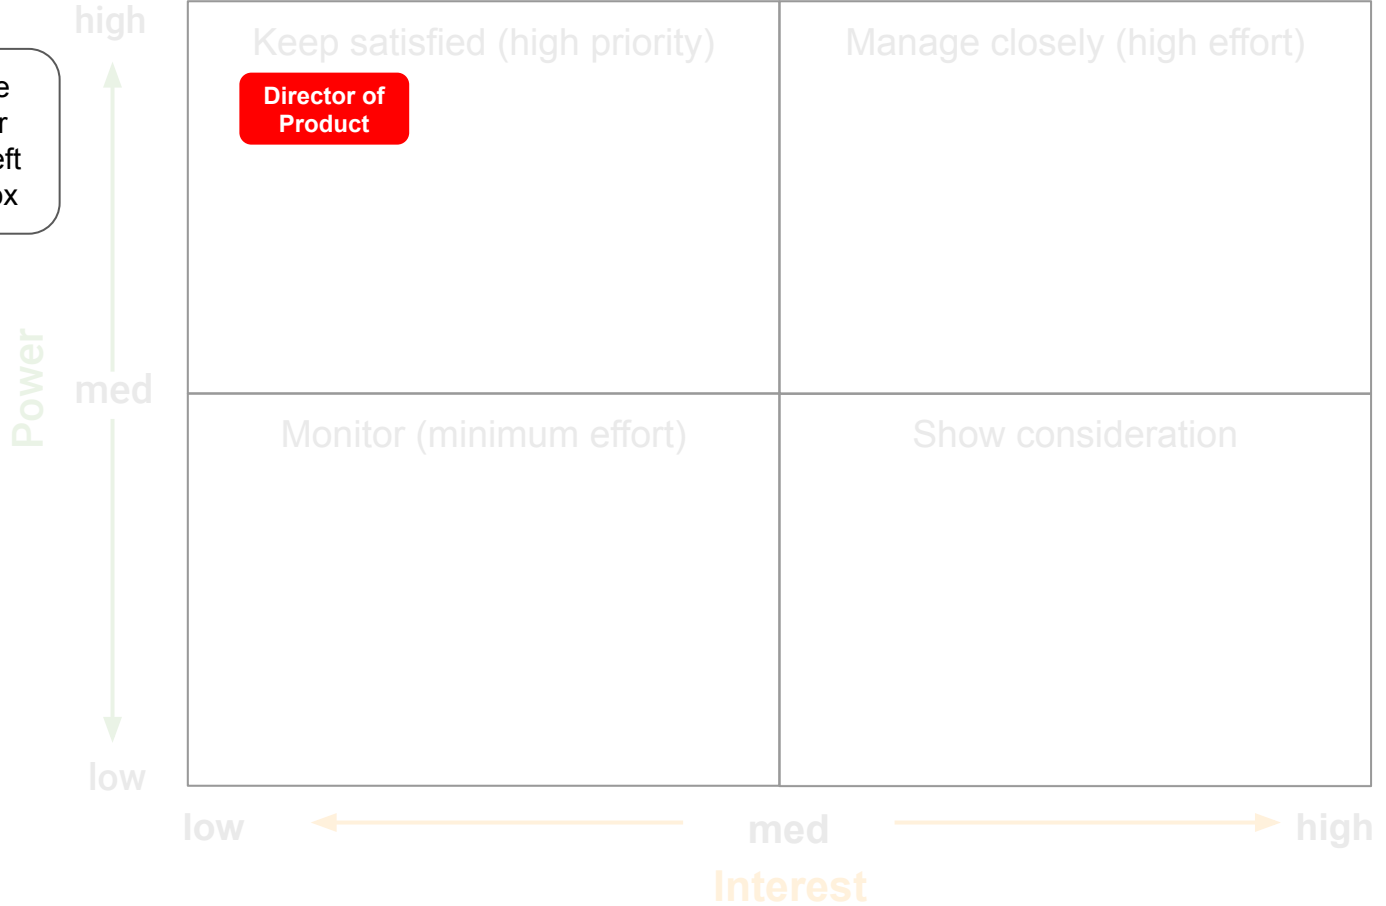 high
Keep satisfied (high priority)
Manage closely (high effort)
Director of
Product
Power
med
Monitor (minimum effort)
Show consideration
low
low
med
high
Interest